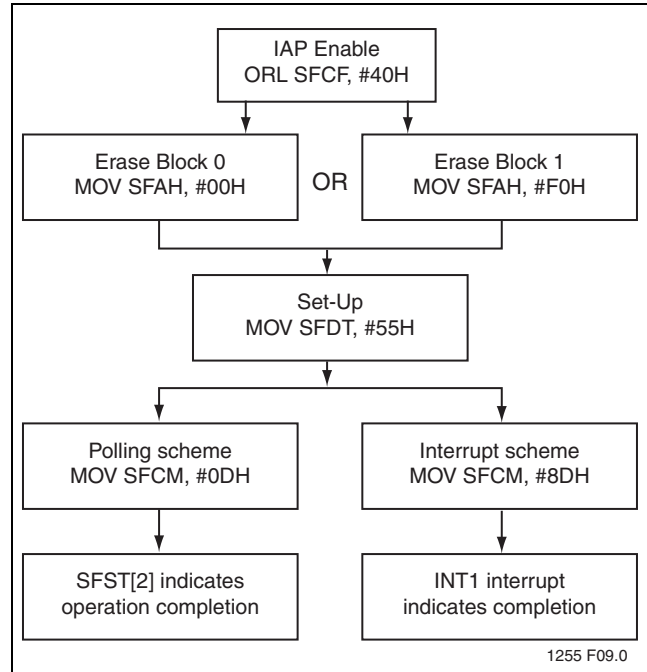 IAP Enable
ORL SFCF, #40H
Erase Block 0
MOV SFAH, #00H
OR
Erase Block 1
MOV SFAH, #F0H
Set-Up
MOV SFDT, #55H
Polling scheme
MOV SFCM, #0DH
Interrupt scheme
MOV SFCM, #8DH
SFST[2] indicates
operation completion
INT1 interrupt
indicates completion
1255 F09.0